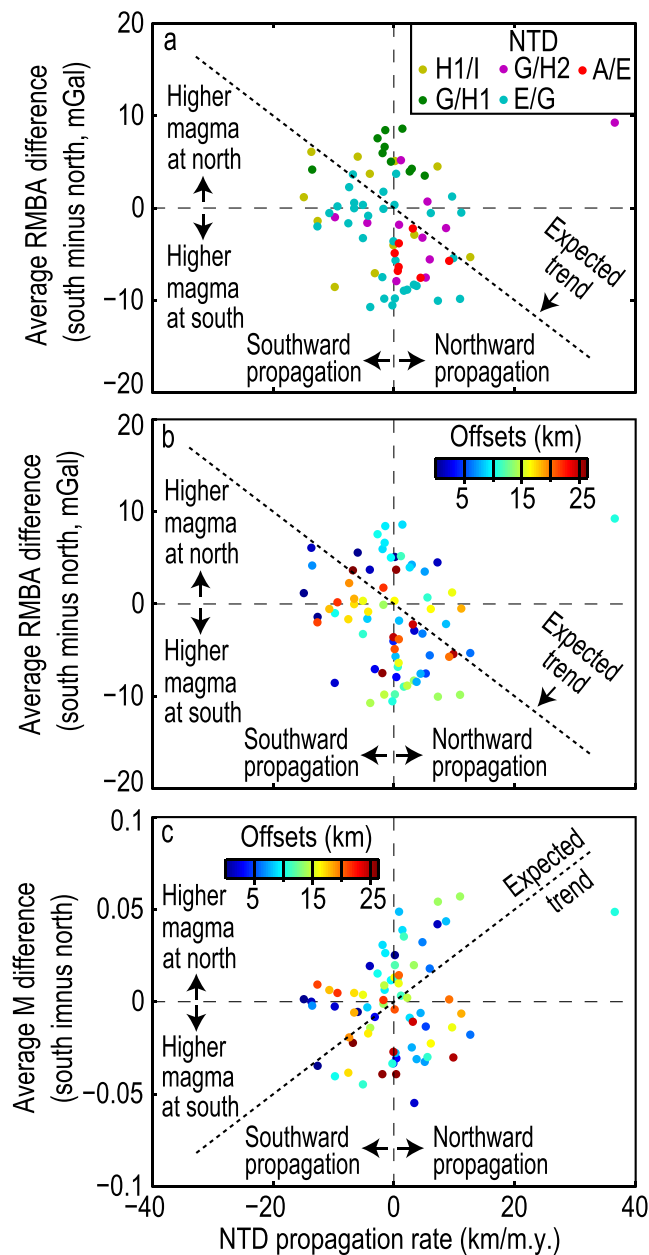 a
NTD
H1/I G/H2 A/E
G/H1 E/G
20
10
0
−10
−20
Average RMBA difference
(south minus north, mGal)
Higher
magma
at north
Higher
magma
at south
Expected
trend
Southward
propagation
Northward
propagation
b
Offsets (km)
5 15 25
20
10
0
−10
−20
Average RMBA difference
(south minus north, mGal)
Higher
magma
at north
Higher
magma
at south
Expected
trend
Southward
propagation
Northward
propagation
c
Offsets (km)
5 15 25
0.1
0.05
0
−0.05
−0.1
Average M difference
(south imnus north)
Higher
magma
at north
Higher
magma
at south
Expected
trend
Southward
propagation
Northward
propagation
−40 −20 0 20 40
NTD propagation rate (km/m.y.)